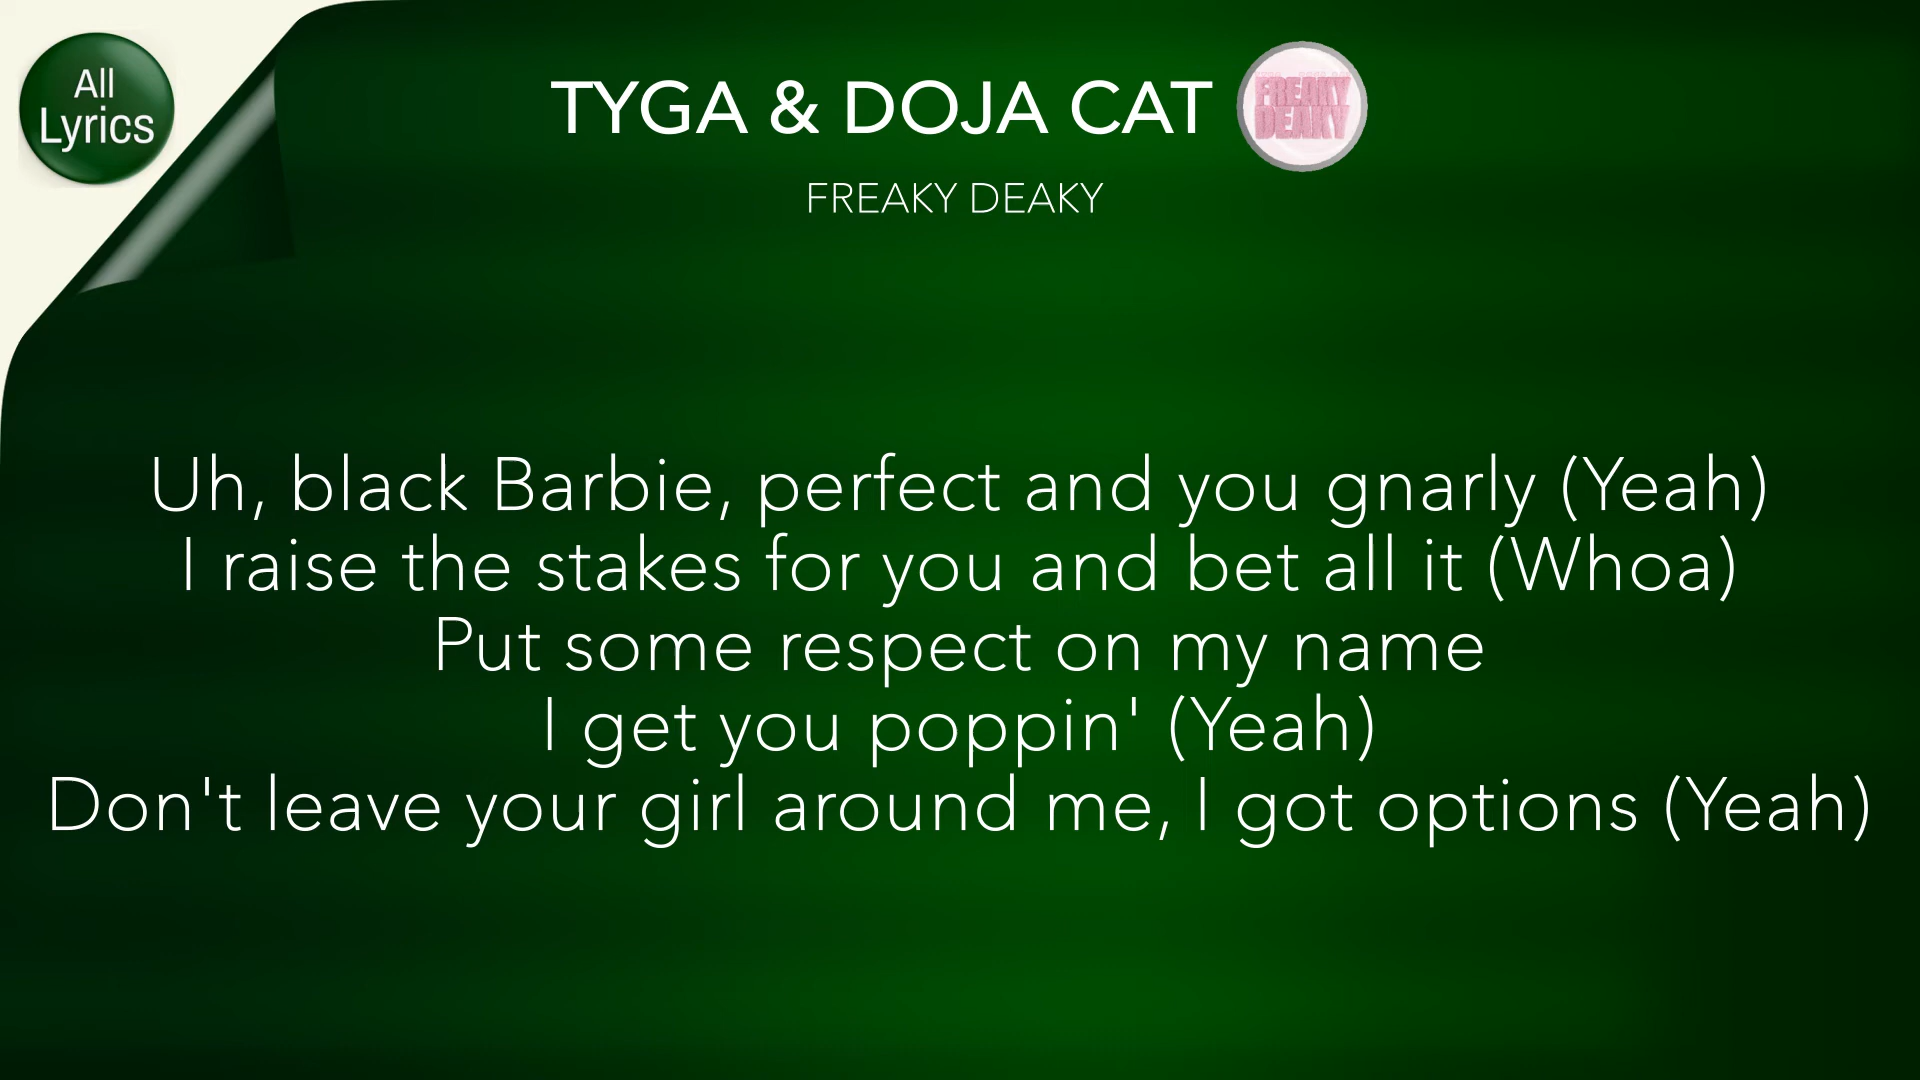 All
Lyrics
TYGA & DOJA CAT
FREAKY
DEAKY
FREAKY DEAKY
Uh, black Barbie, perfect and you gnarly (Yeah)
I raise the stakes for you and bet all it (Whoa)
Put some respect on my name
I get you poppin' (Yeah)
Don't leave your girl around me, I got options (Yeah)